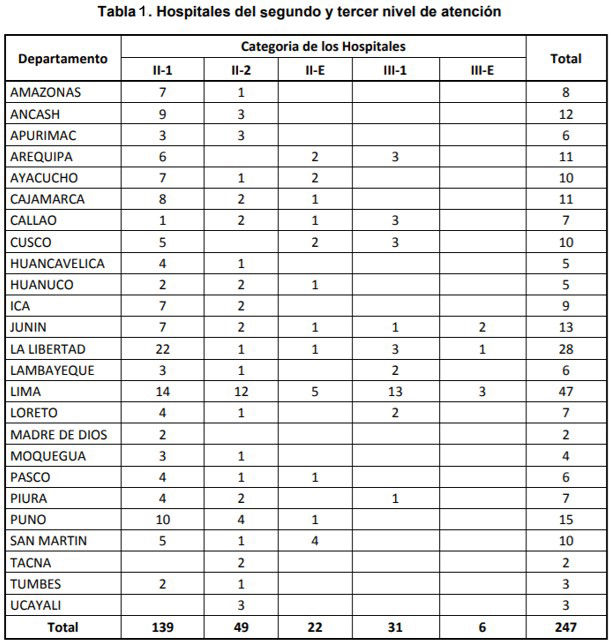 Tabla 1. Hospitales del segundo y tercer nivel de atención
Departamento Categoria de los Hospitales Total
II-1 II-2 II-E III-1 III-E
AMAZONAS 7 1 8
ANCASH 9 3 12
APURIMAC 3 3 6
AREQUIPA 6 2 3 11
AYACUCHO 7 1 2 10
CAJAMARCA 8 2 1 11
CALLAO 1 2 1 3 7
CUSCO 5 2 3 10
HUANCAVELICA 4 1 5
HUANUCO 2 2 1 5
ICA 7 2 9
JUNIN 7 2 1 1 2 13
LA LIBERTAD 22 1 1 3 1 28
LAMBAYEQUE 3 1 2 6
LIMA 14 12 5 13 3 47
LORETO 4 1 2 7
MADRE DE DIOS 2 2
MOQUEGUA 3 1 4
PASCO 4 1 1 6
PIURA 4 2 1 7
PUNO 10 4 1 15
SAN MARTIN 5 1 4 10
TACNA 2 2
TUMBES 2 1 3
UCAYALI 3 3
Total 139 49 22 31 6 247